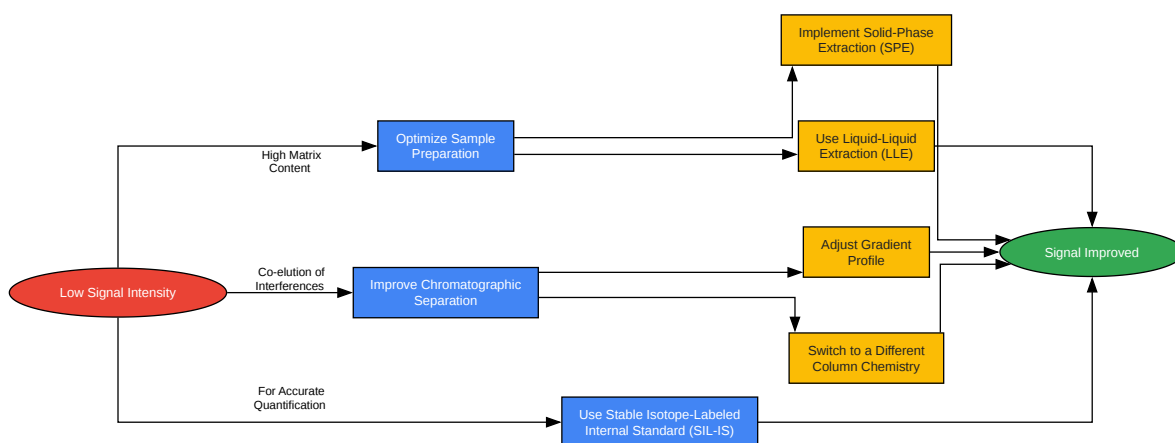 Implement Solid-Phase
Extraction (SPE)
Optimize Sample
Preparation
Use Liquid-Liquid
Extraction (LLE)
High Matrix
Content
Adjust Gradient
Profile
Signal Improved
Co-elution of
Interferences
Low Signal Intensity
Improve Chromatographic
Separation
Switch to a Different
Column Chemistry
For Accurate
Quantification
Use Stable Isotope-Labeled
Internal Standard (SIL-IS)